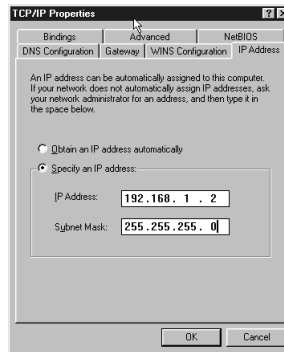 TCP/IP Properties
Bindings Advanced NetBIOS
DNS Configuration Gateway WINS Configuration IP Address
An IP address can be automatically assigned to this computer.
If your network does not automatically assign IP addresses, ask
your network administrator for an address, and then type it in
the space below.
Obtain an IP address automatically
Specify an IP address:
IP Address: 192.168. 1 . 2
Subnet Mask: 255.255.255. 0
OK Cancel